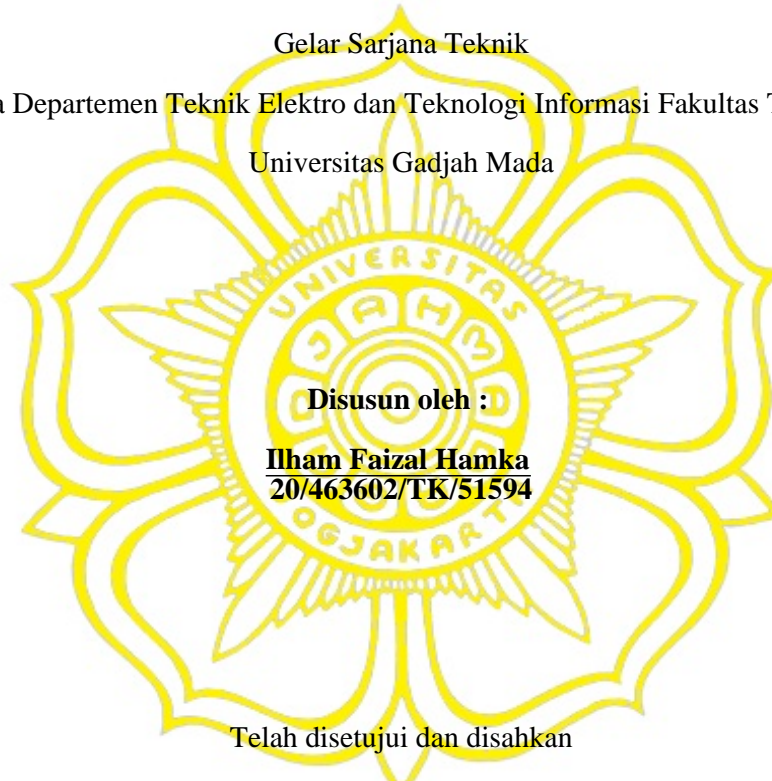 Gelar Sarjana Teknik
Departemen Teknik Elektro dan Teknologi Informasi Fakultas
Universitas Gadjah Mada
UNIVERSITAS
Disusun oleh :
Ilham Faizal Hamka
20/463602/TK/51594
Telah disetujui dan disahkan